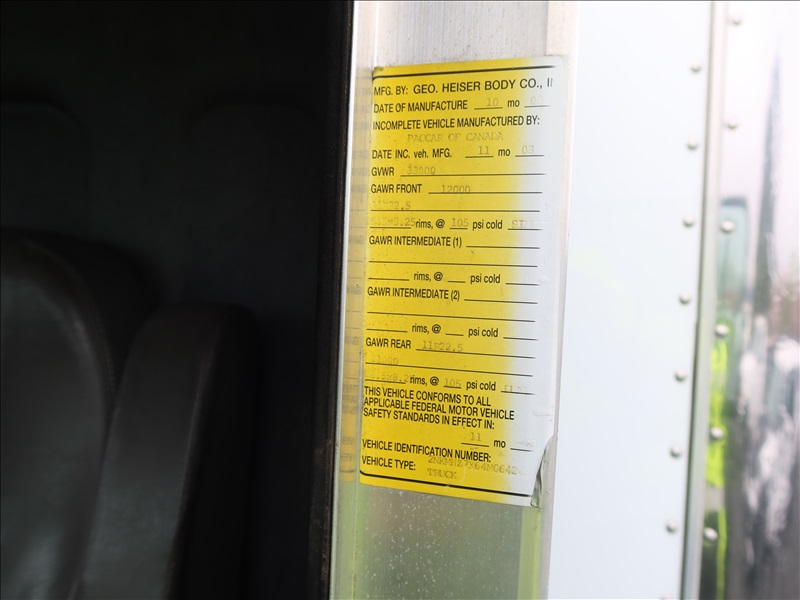 MFG. BY: GEO. HEISER BODY CO., I
DATE OF MANUFACTURE 10 mo
INCOMPLETE VEHICLE MANUFACTURED BY:
PACCAR OF CANADA
DATE INC. veh. MFG. 11 mo 03
GVWR
GAWR FRONT 12000
rims, @ 105 psi cold
GAWR INTERMEDIATE (1)
rims, @ psi cold
GAWR INTERMEDIATE (2)
rims, @ psi cold
GAWR REAR 11R22.5
rims, @ 105 psi cold
THIS VEHICLE CONFORMS TO ALL
APPLICABLE FEDERAL MOTOR VEHICLE
SAFETY STANDARDS IN EFFECT IN:
11 mo
VEHICLE IDENTIFICATION NUMBER:
VEHICLE TYPE: TRUCK